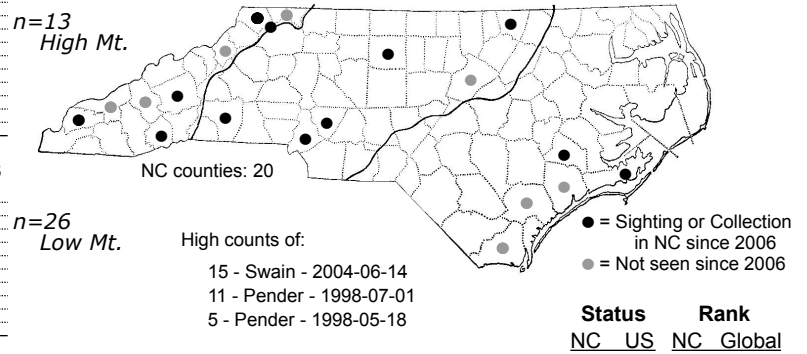 n=13
High Mt.
NC counties: 20
n=26
Low Mt.
High counts of:
15 - Swain - 2004-06-14
11 - Pender - 1998-07-01
5 - Pender - 1998-05-18
= Sighting or Collection
in NC since 2006
= Not seen since 2006
Status Rank
NC US NC Global